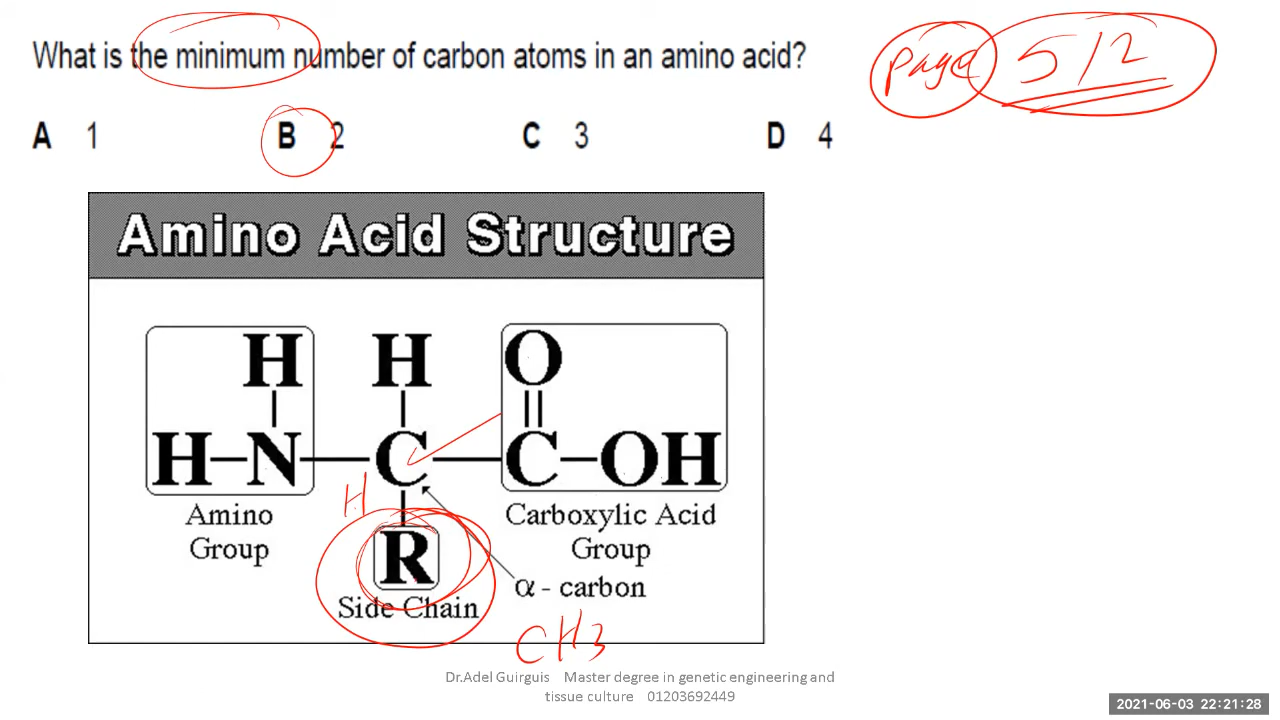 What is the minimum number of carbon atoms in an amino acid?
page 512
A 1 B 2 C 3 D 4
Amino Acid Structure
H H O
H-N-C-C-OH
H
Amino Carboxylic Acid
Group Group
R
α - carbon
Side Chain
CH3
Dr.Adel Guirguis Master degree in genetic engineering and
tissue culture 01203692449
2021-06-03 22:21:28